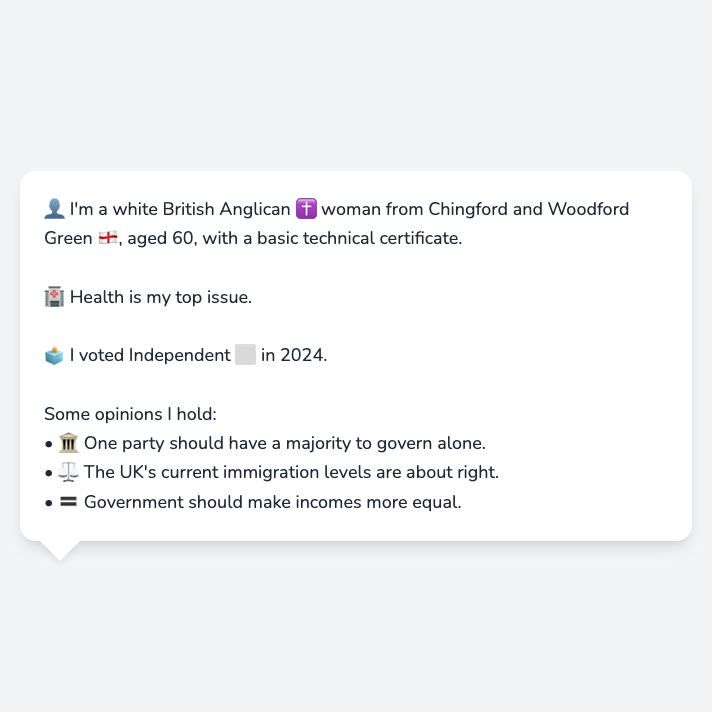 👤 I'm a white British Anglican ✝️ woman from Chingford and Woodford
Green 🏴󠁧󠁢󠁥󠁮󠁧󠁿, aged 60, with a basic technical certificate.
🏥 Health is my top issue.
🗳️ I voted Independent ⬜ in 2024.
Some opinions I hold:
• 🏛️ One party should have a majority to govern alone.
• ⚖️ The UK's current immigration levels are about right.
• 🟰 Government should make incomes more equal.